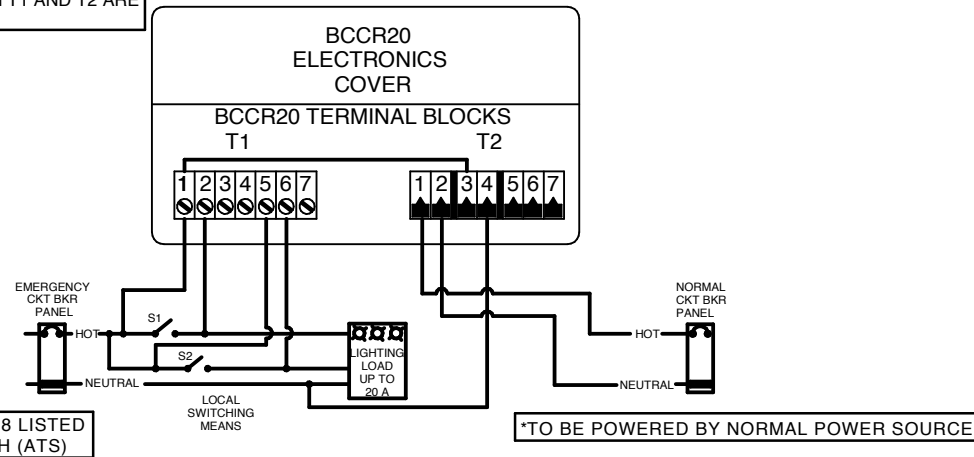 T1 AND T2 ARE
BCCR20
ELECTRONICS
COVER
BCCR20 TERMINAL BLOCKS
T1 T2
1 2 3 4 5 6 7
1 2 3 4 5 6 7
EMERGENCY
CKT BKR
PANEL
HOT
S1
S2
NEUTRAL
LOCAL
SWITCHING
MEANS
LIGHTING
LOAD
UP TO
20 A
NORMAL
CKT BKR
PANEL
HOT
NEUTRAL
8 LISTED
H (ATS)
*TO BE POWERED BY NORMAL POWER SOURCE